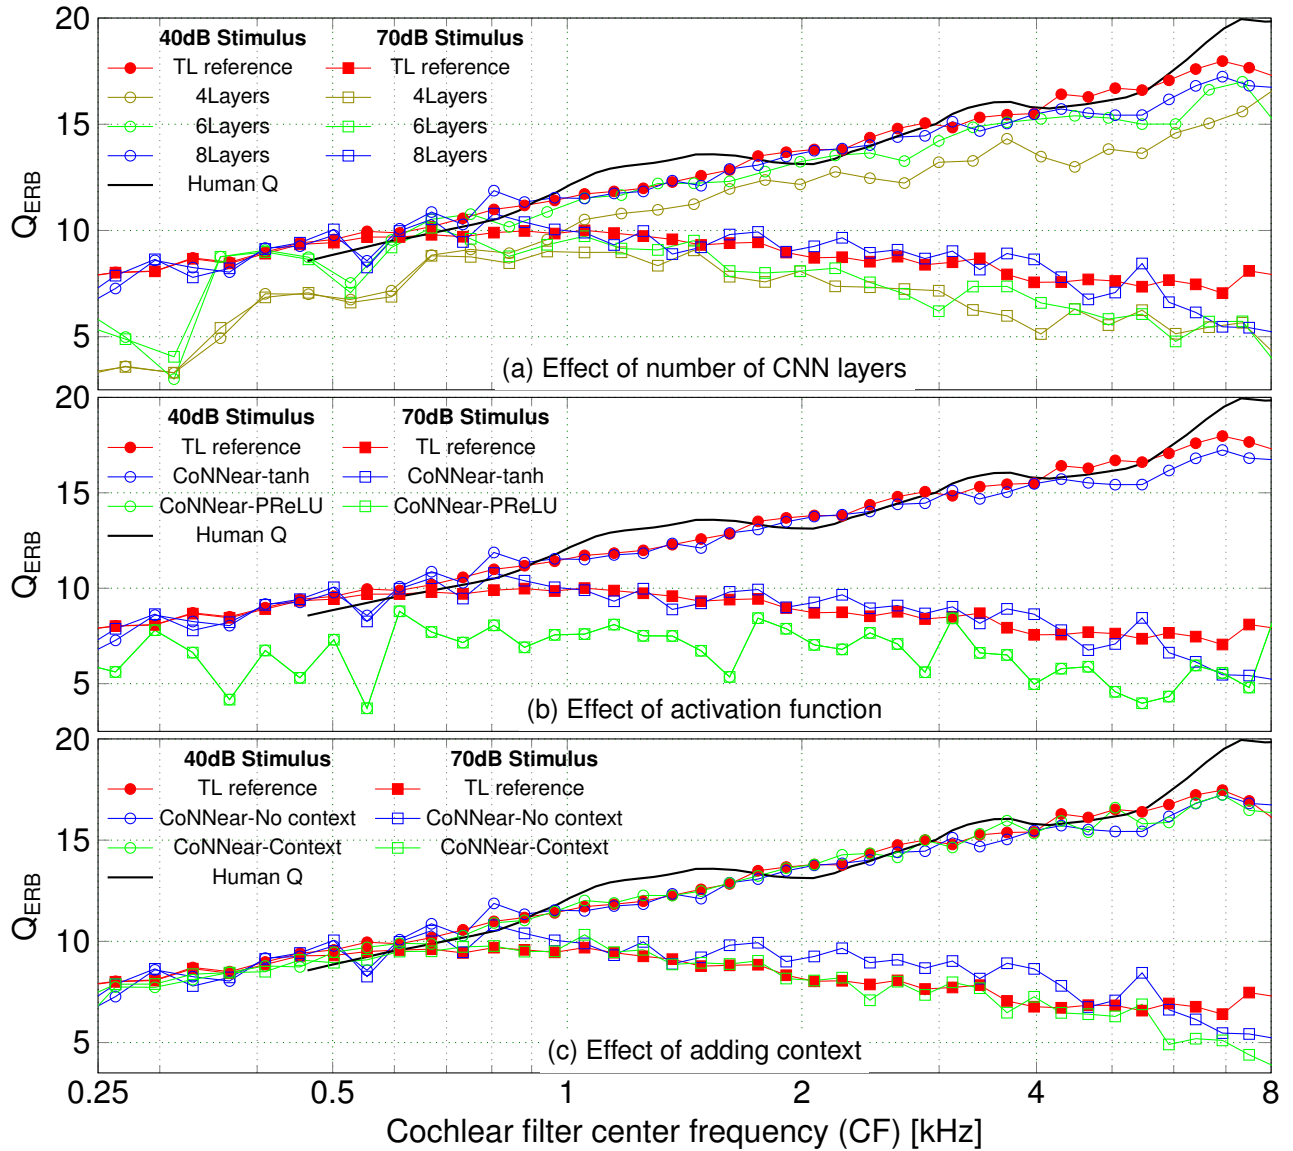 20
40dB Stimulus 70dB Stimulus
TL reference TL reference
4Layers 4Layers
15
6Layers 6Layers
8Layers 8Layers
Human Q
QERB
10
5
(a) Effect of number of CNN layers
20
40dB Stimulus 70dB Stimulus
TL reference TL reference
CoNNear-tanh CoNNear-tanh
15
CoNNear-PReLU CoNNear-PReLU
Human Q
QERB
10
5
(b) Effect of activation function
20
40dB Stimulus 70dB Stimulus
TL reference TL reference
CoNNear-No context CoNNear-No context
15
CoNNear-Context CoNNear-Context
Human Q
QERB
10
5
(c) Effect of adding context
0.25 0.5 1 2 4 8
Cochlear filter center frequency (CF) [kHz]